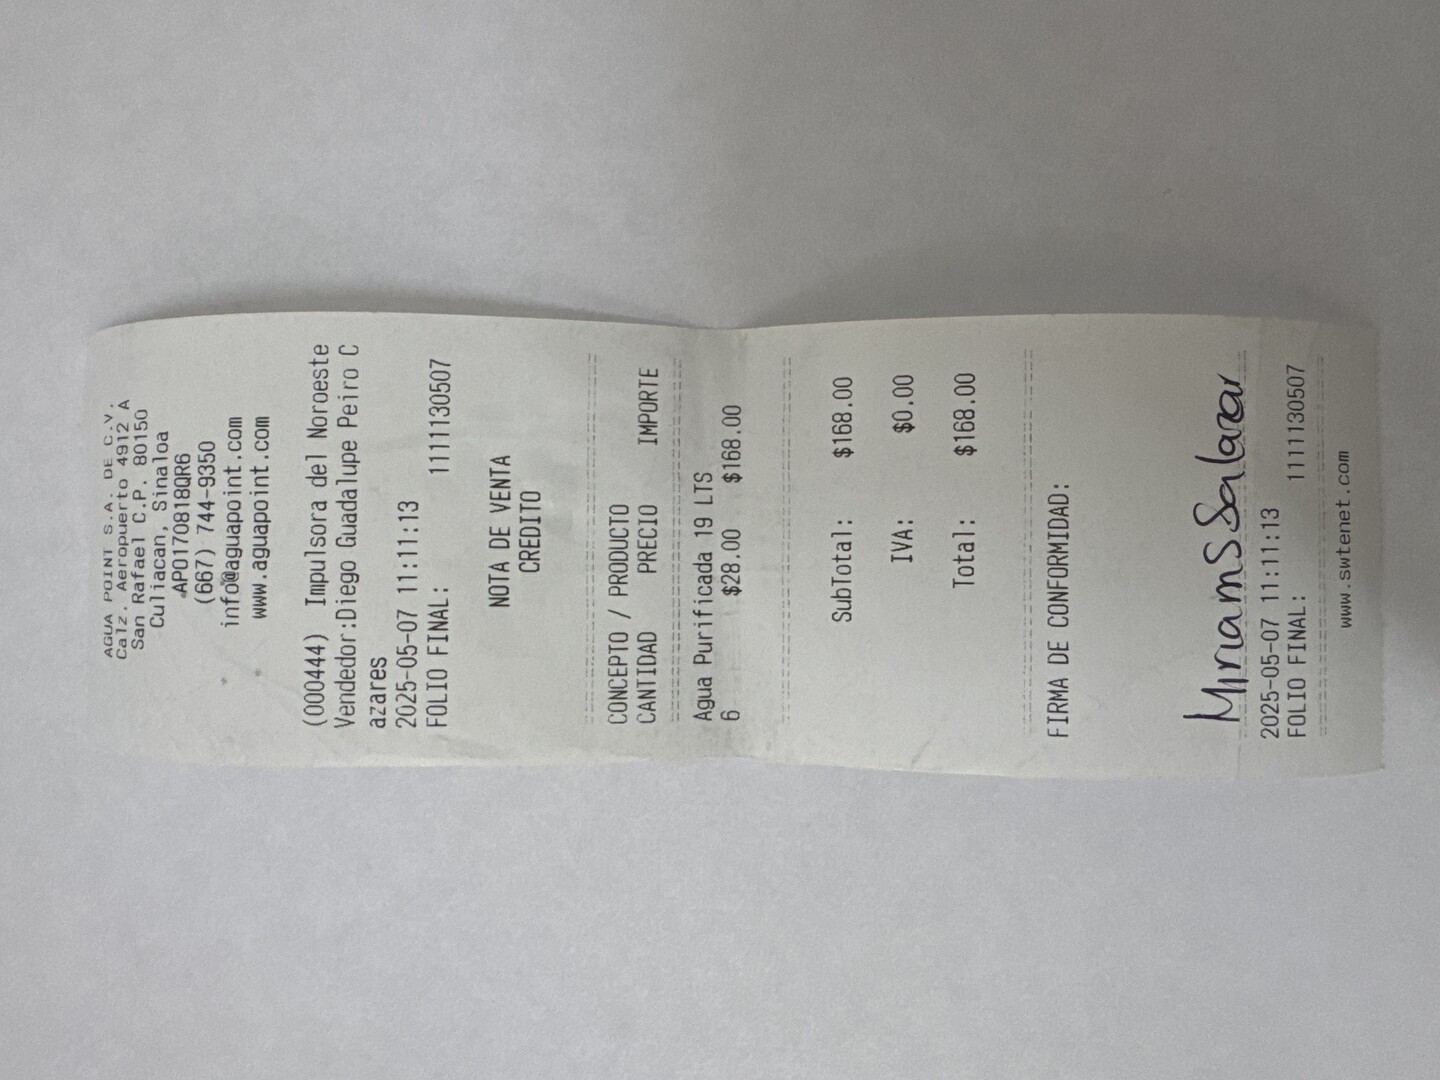 AGUA POINT S.A. DE C.V.
Calz. Aeropuerto 4912 A
San Rafael C.P. 80150
Culiacan, Sinaloa
APO170818QR6
(667) 744-9350
info@aguapoint.com
www.aguapoint.com
(000444) Impulsora del Noroeste
Vendedor:Diego Guadalupe Peiro C
azares
2025-05-07 11:11:13
FOLIO FINAL: 1111130507
NOTA DE VENTA
CREDITO
CONCEPTO / PRODUCTO
CANTIDAD PRECIO IMPORTE
Agua Purificada 19 LTS
6 $28.00 $168.00
SubTotal: $168.00
IVA: $0.00
Total: $168.00
FIRMA DE CONFORMIDAD:
Miriam Salazar
2025-05-07 11:11:13
FOLIO FINAL: 1111130507
www.swtenet.com